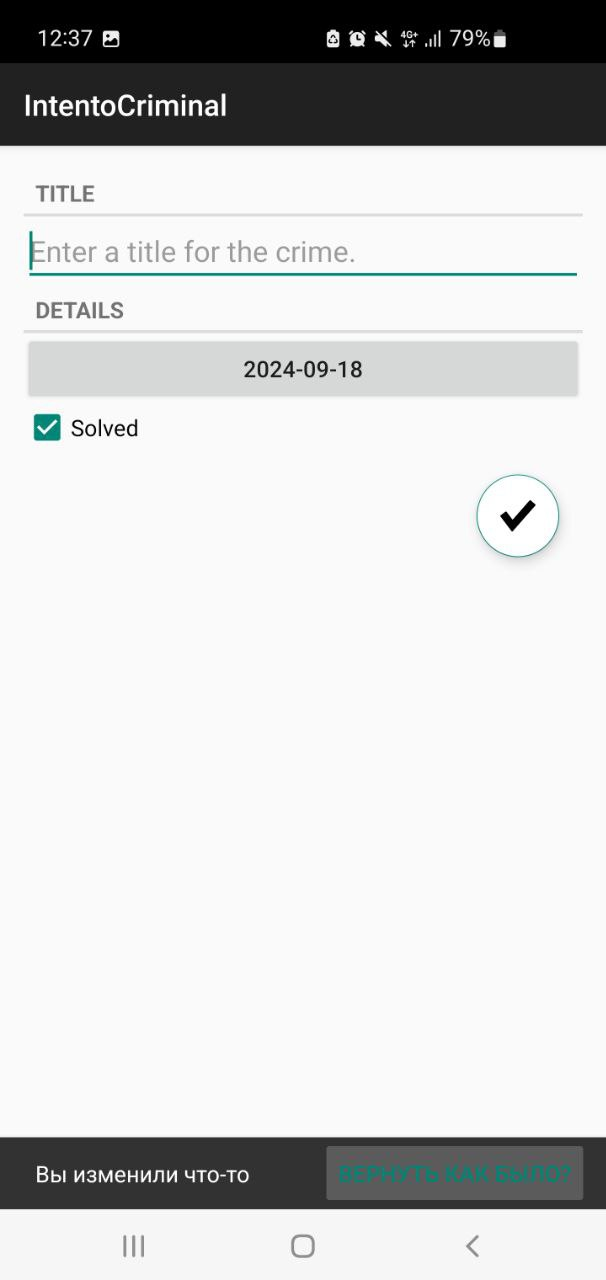 12:37 4G+ 79%
IntentoCriminal
TITLE
Enter a title for the crime.
DETAILS
2024-09-18
Solved
Вы изменили что-то ВЕРНУТЬ КАК БЫЛО?